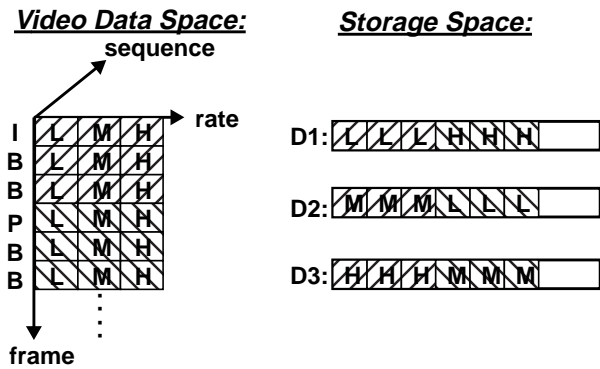 Video Data Space:
Storage Space:
sequence
rate
I L M H
B L M H
B L M H
P L M H
B L M H
B L M H
frame
D1: L L L H H H
D2: M M M L L L
D3: H H H M M M